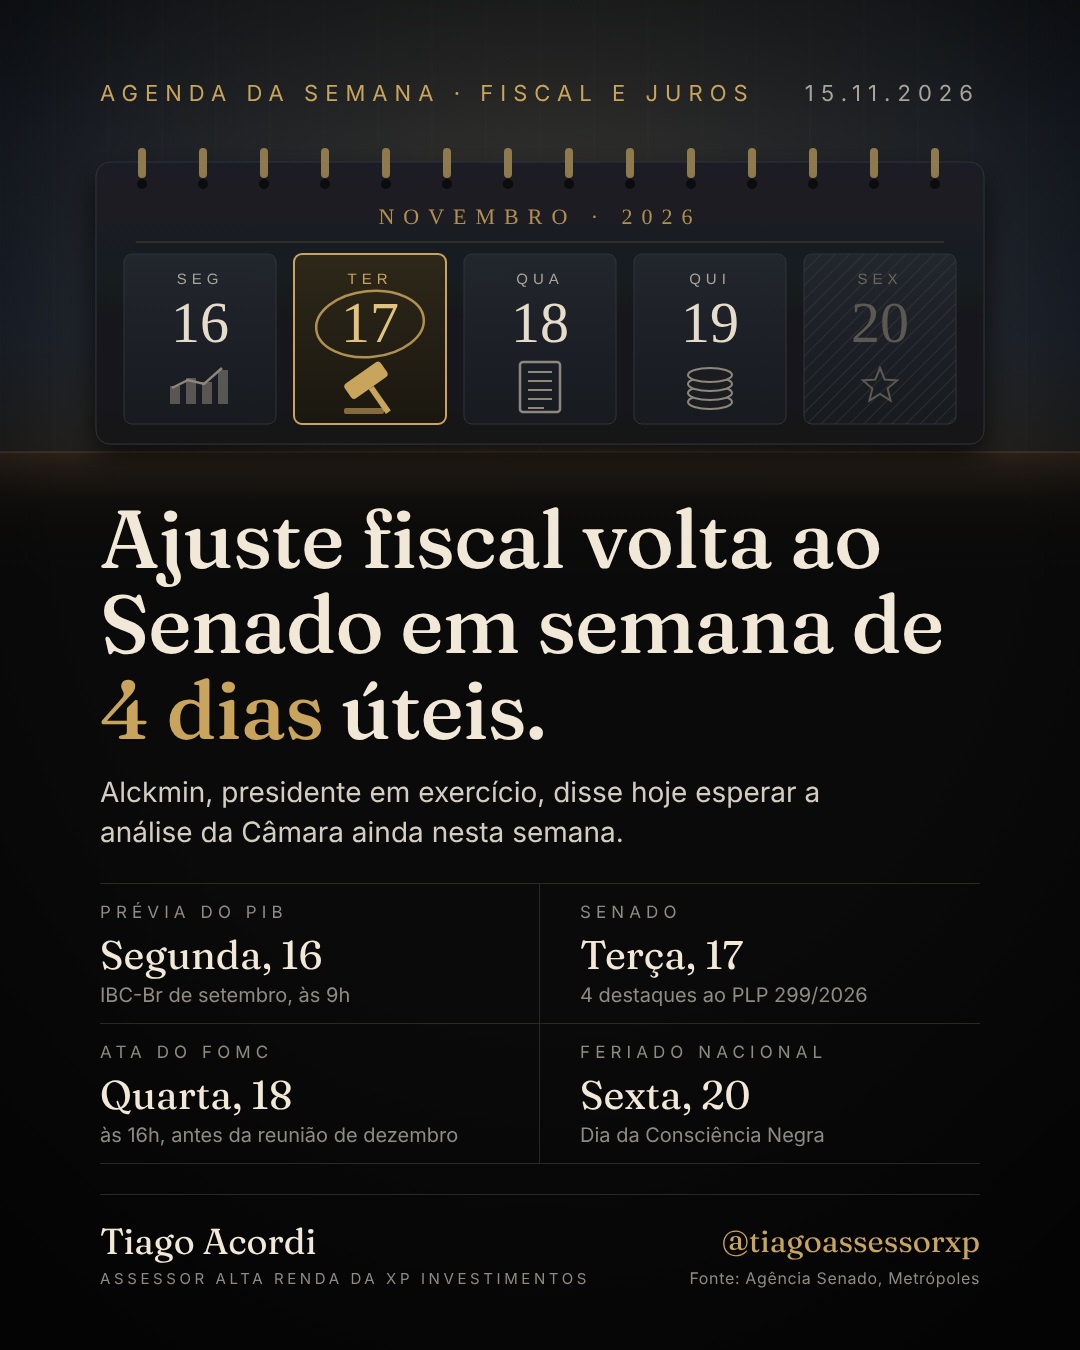 AGENDA DA SEMANA · FISCAL E JUROS 15.11.2026
NOVEMBRO · 2026
SEG TER QUA QUI SEX
16 17 18 19 20
Ajuste fiscal volta ao
Senado em semana de
4 dias úteis.
Alckmin, presidente em exercício, disse hoje esperar a
análise da Câmara ainda nesta semana.
PRÉVIA DO PIB
Segunda, 16
IBC-Br de setembro, às 9h
SENADO
Terça, 17
4 destaques ao PLP 299/2026
ATA DO FOMC
Quarta, 18
às 16h, antes da reunião de dezembro
FERIADO NACIONAL
Sexta, 20
Dia da Consciência Negra
Tiago Acordi
ASSESSOR ALTA RENDA DA XP INVESTIMENTOS
@tiagoassessorxp
Fonte: Agência Senado, Metrópoles